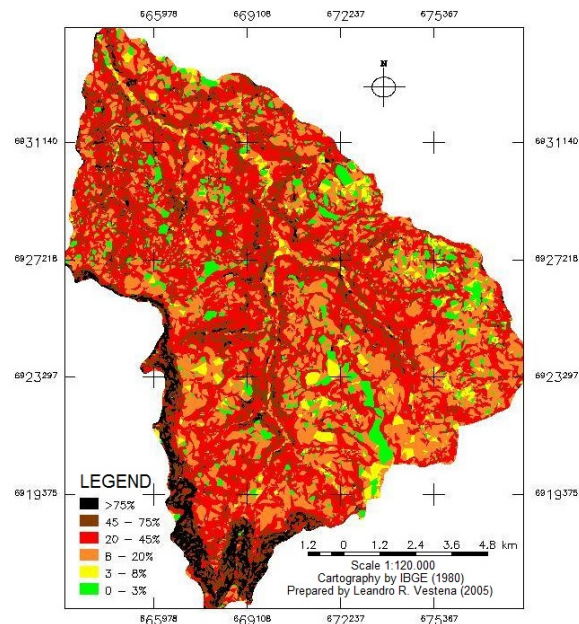 665978 669108 672237 675367
N
6931140 6931140
6927218 6927218
6923297 6923297
6919375 6919375
LEGEND
>75%
45 - 75%
20 - 45%
B - 20%
3 - 8%
0 - 3%
1.2 0 1.2 2.4 3.6 4.8 km
Scale 1:120.000
Cartography by IBGE (1980)
Prepared by Leandro R. Vestena (2005)
665978 669108 672237 675367